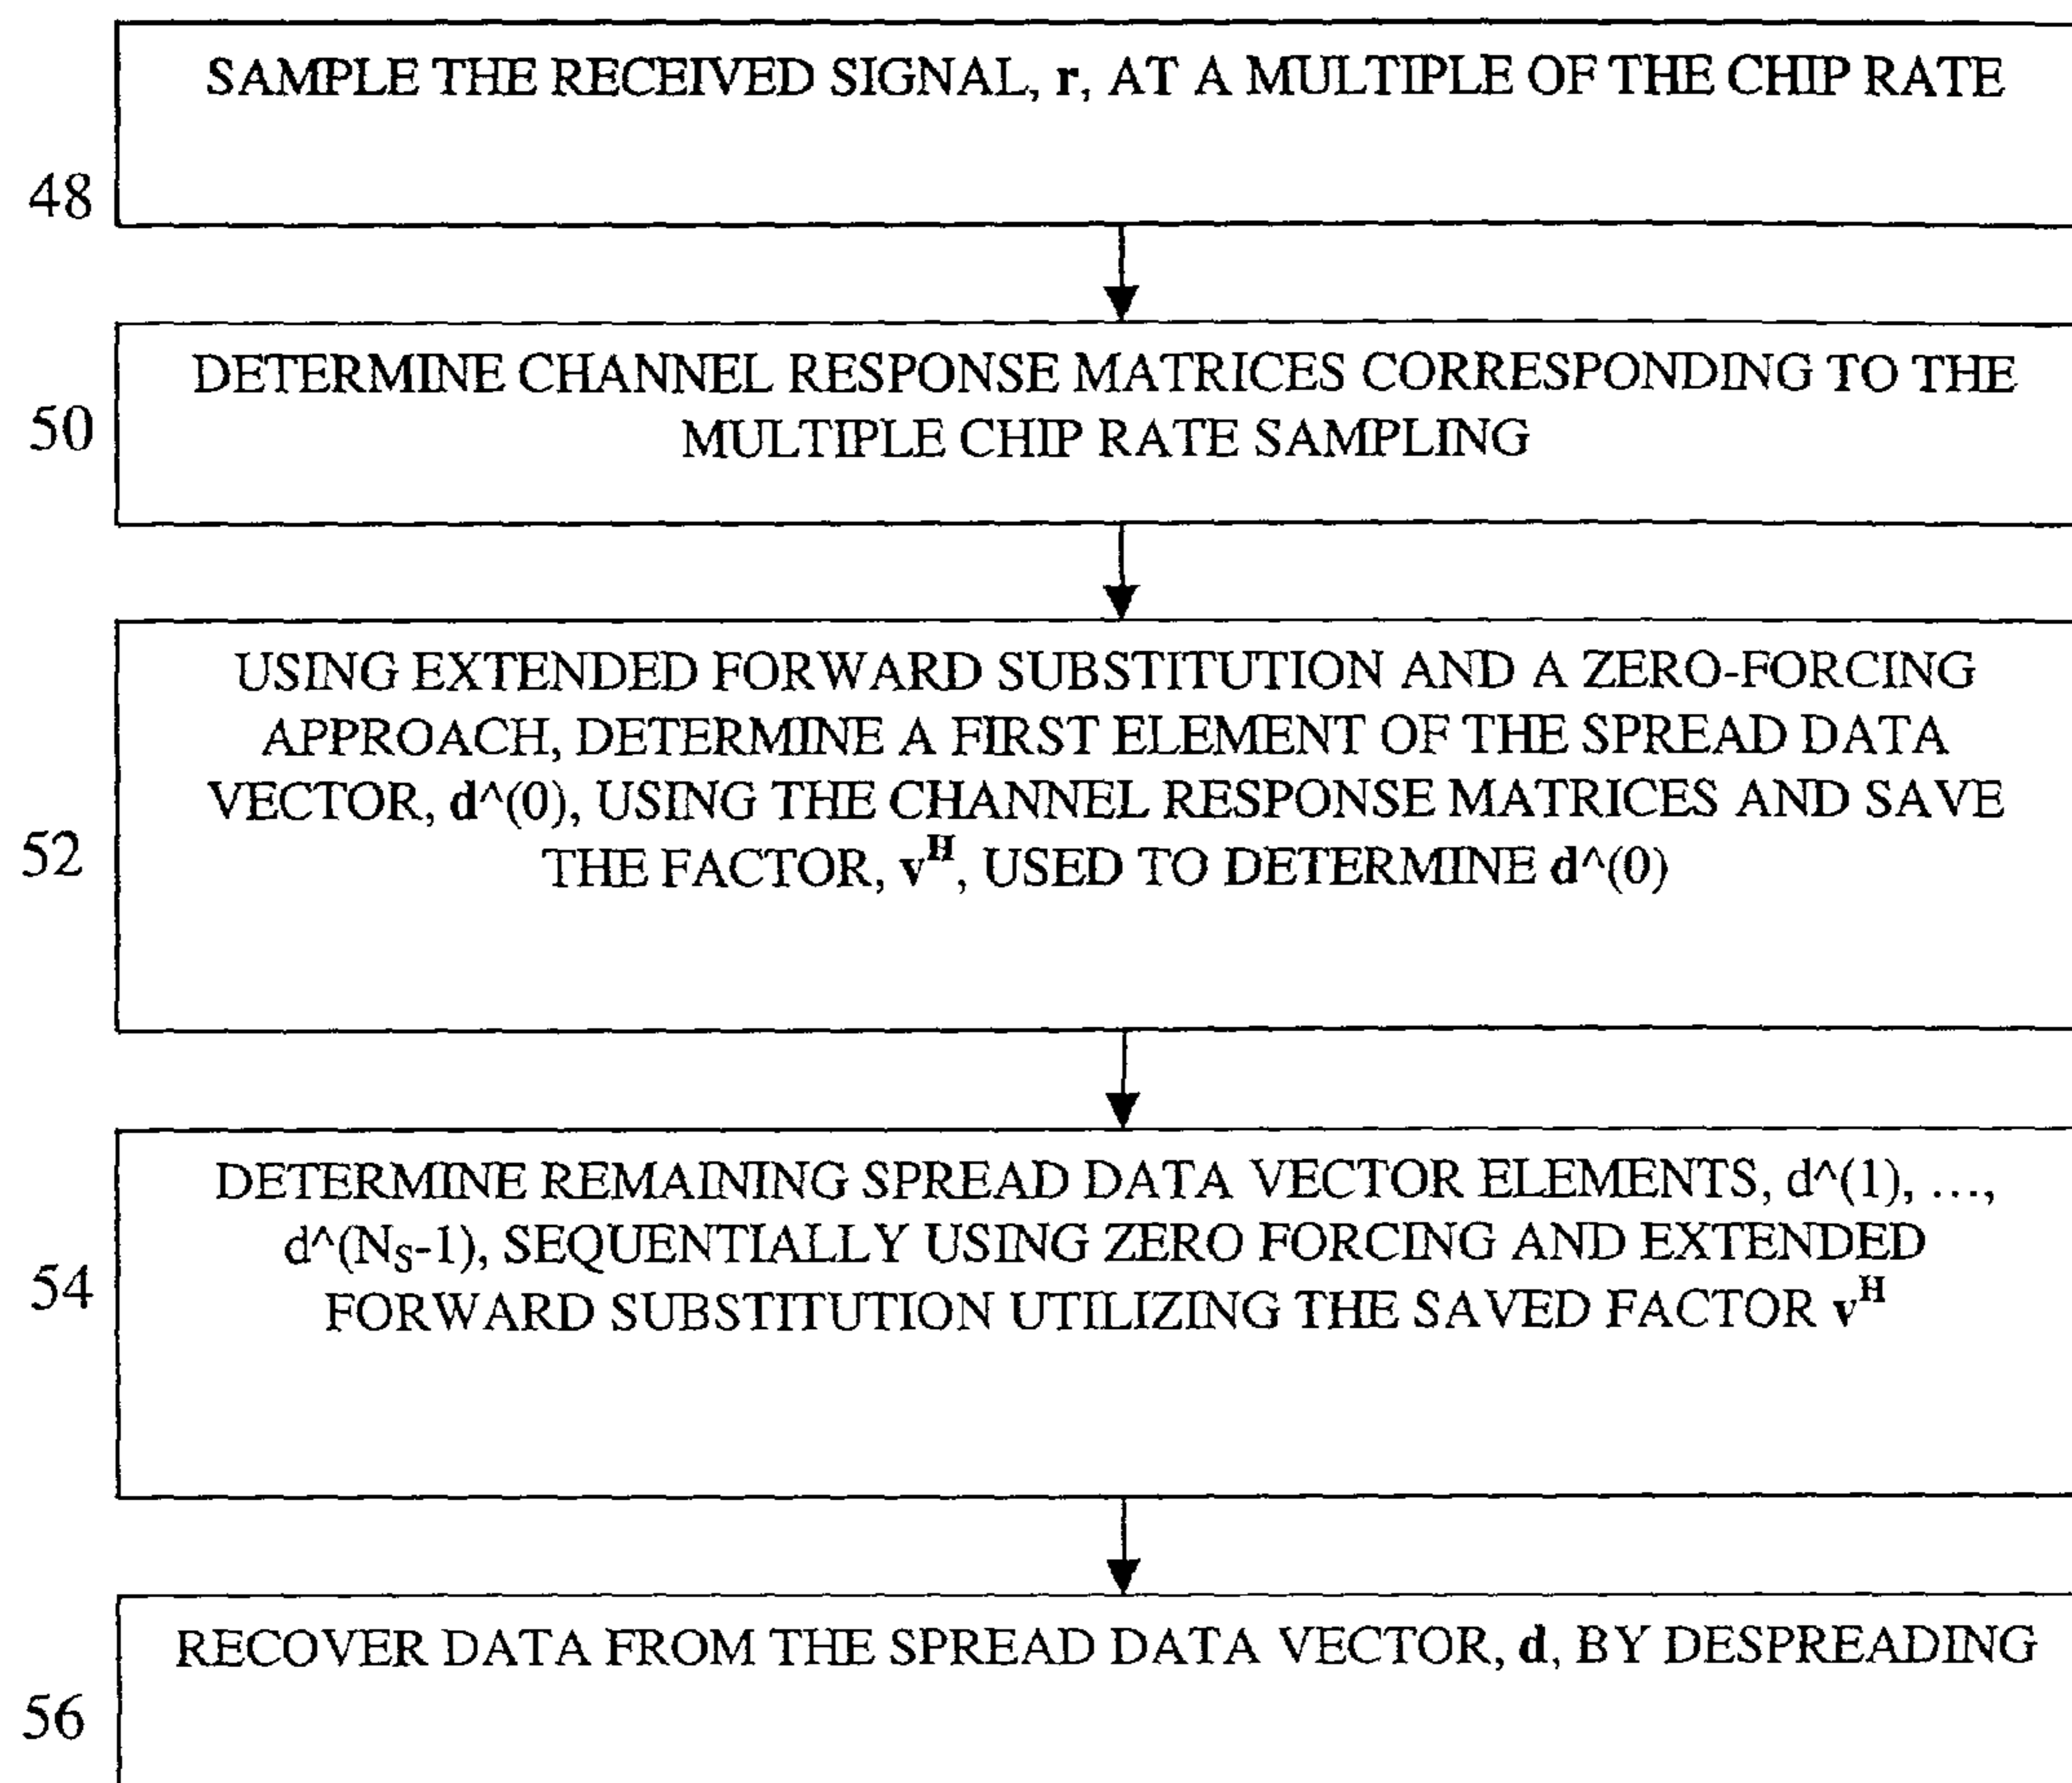 SAMPLE THE RECEIVED SIGNAL, r, AT A MULTIPLE OF THE CHIP RATE
48
DETERMINE CHANNEL RESPONSE MATRICES CORRESPONDING TO THE
MULTIPLE CHIP RATE SAMPLING
50
USING EXTENDED FORWARD SUBSTITUTION AND A ZERO-FORCING
APPROACH, DETERMINE A FIRST ELEMENT OF THE SPREAD DATA
VECTOR, d^(0), USING THE CHANNEL RESPONSE MATRICES AND SAVE
THE FACTOR, v^H, USED TO DETERMINE d^(0)
52
DETERMINE REMAINING SPREAD DATA VECTOR ELEMENTS, d^(1), ...,
d^(N_S-1), SEQUENTIALLY USING ZERO FORCING AND EXTENDED
FORWARD SUBSTITUTION UTILIZING THE SAVED FACTOR v^H
54
RECOVER DATA FROM THE SPREAD DATA VECTOR, d, BY DESPREADING
56